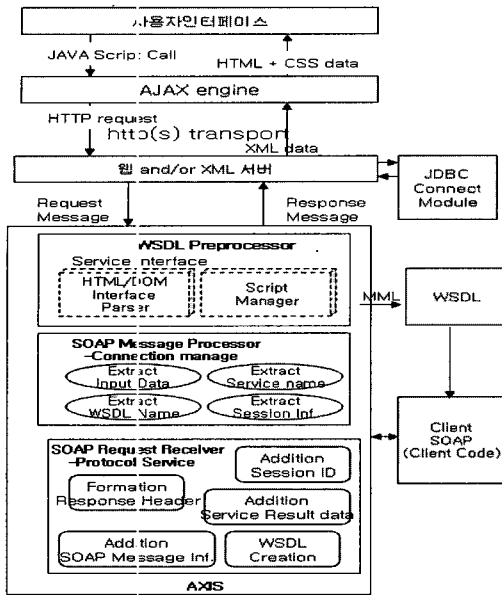 사용자인터페이스
JAVA Script Call
HTML + CSS data
AJAX engine
HTTP request
http(s) transport
XML data
웹 and/or XML 서버
JDBC
Connect
Module
Request
Message
Response
Message
WSDL Preprocessor
Service Interface
HTML/DOM
Interface
Parser
Script
Manager
MML
WSDL
SOAP Message Processor
-Connection manage
Extract
Input Data
Extract
Service name
Extract
WSDL Name
Extract
Session Inf.
Client
SOAP
(Client Code)
SOAP Request Receiver
-Protocol Service
Addition
Session ID
Formation
Response Header
Addition
Service Result data
Addition
SOAP Message Inf.
WSDL
Creation
AXIS